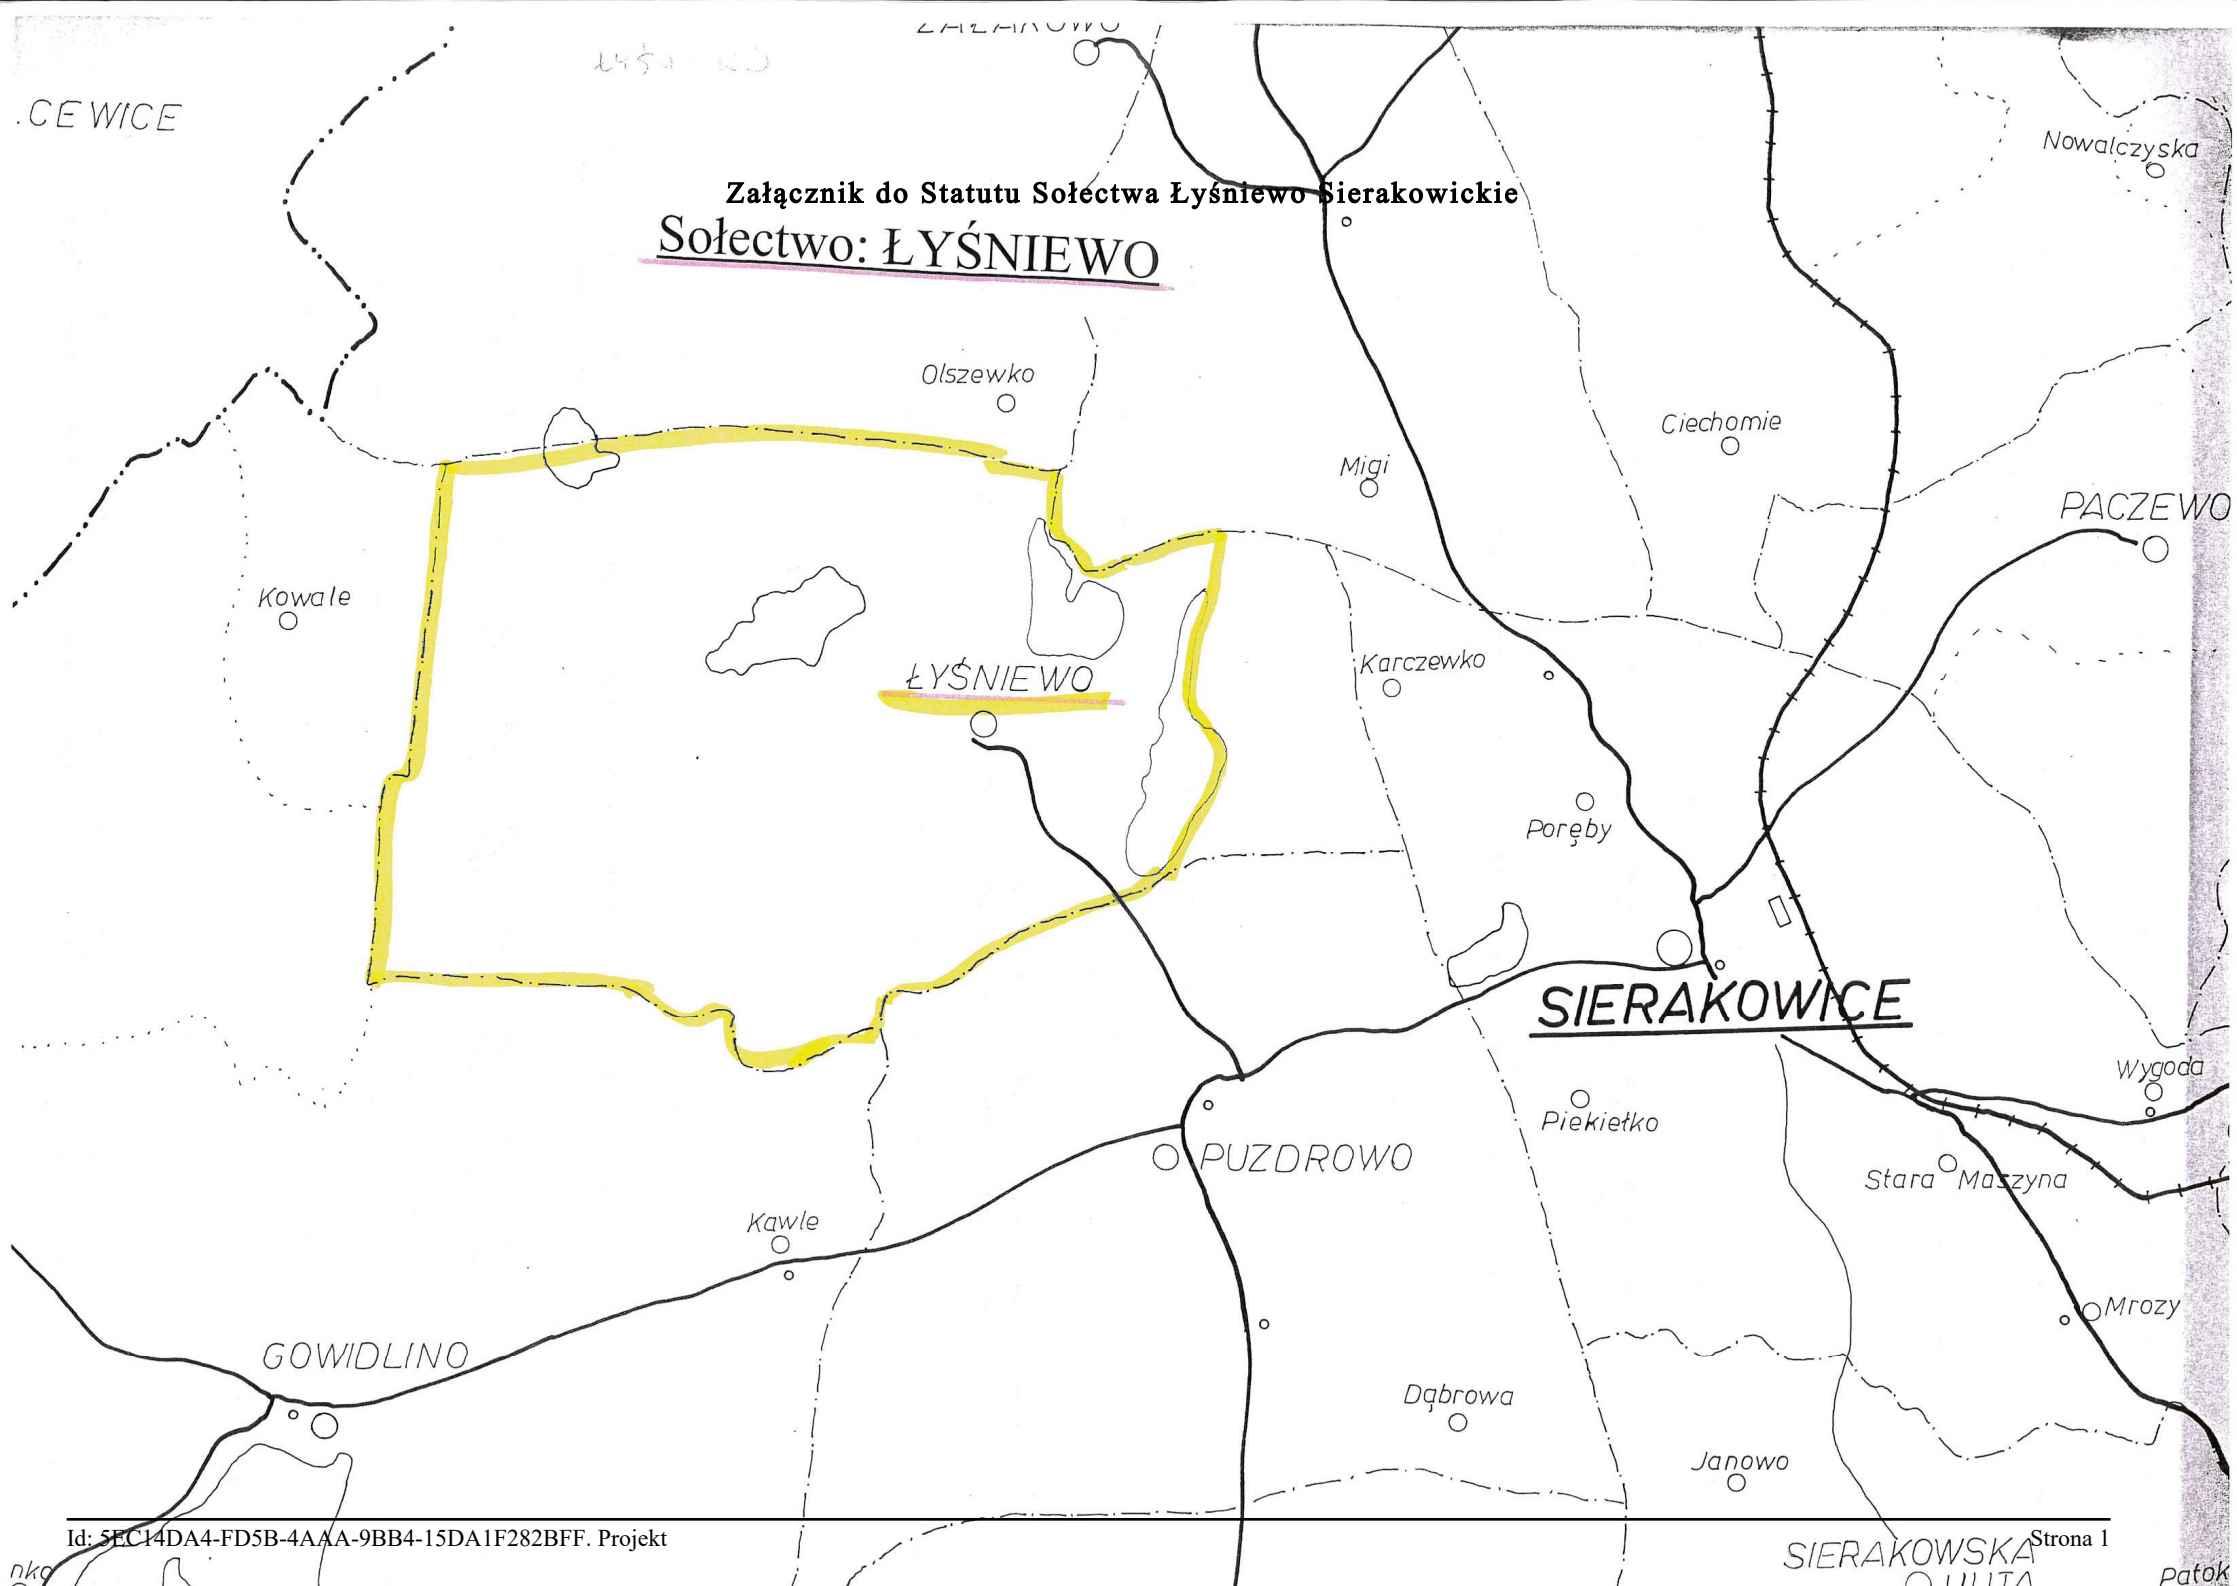 CEWICE
Nowalczyska
Załącznik do Statutu Sołectwa Łyśniewo Sierakowickie
Sołectwo: ŁYŚNIEWO
Olszewko
Ciechomie
Migi
PACZEWO
Kowale
Karczewko
ŁYŚNIEWO
Poręby
SIERAKOWICE
Wygoda
Piekiełko
PUZDROWO
Stara Maszyna
Kawle
Mrozy
GOWIDLINO
Dąbrowa
Janowo
Id: 5EC14DA4-FD5B-4AAA-9BB4-15DA1F282BFF. Projekt
Strona 1
SIERAKOWSKA
Patok